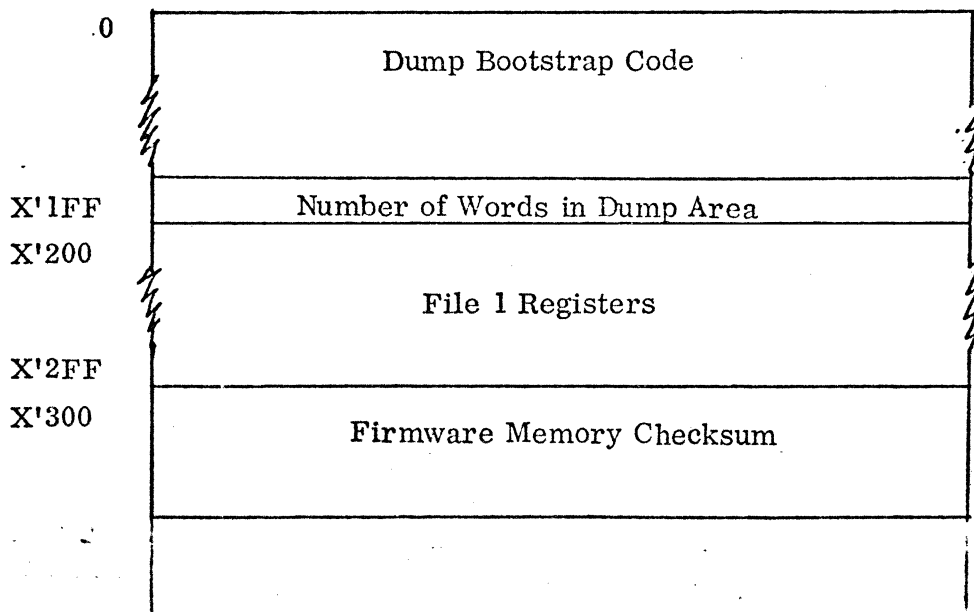 0
Dump Bootstrap Code
X'1FF
Number of Words in Dump Area
X'200
File 1 Registers
X'2FF
X'300
Firmware Memory Checksum